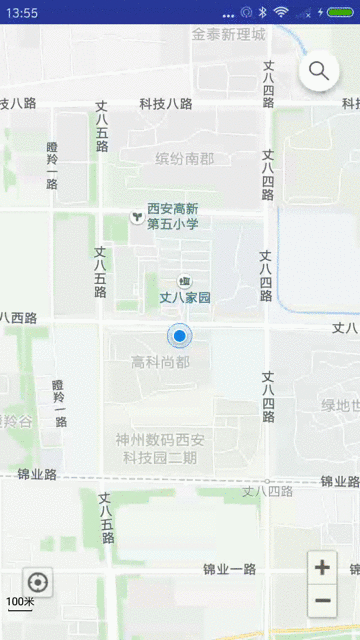 13:55
金泰新理城
丈八四路
科技八路
科技八路
科技
丈八五路
瞪羚一路
缤纷南郡
丈八四路
西安高新
第五小学
丈八五路
丈八四路
丈八家园
八西路
丈八
高科尚都
瞪羚一路
丈八四路
绿地世
瞪羚谷
神州数码西安
科技园二期
锦业路
锦业路
丈八四路
丈八五路
锦业一路
锦
100米